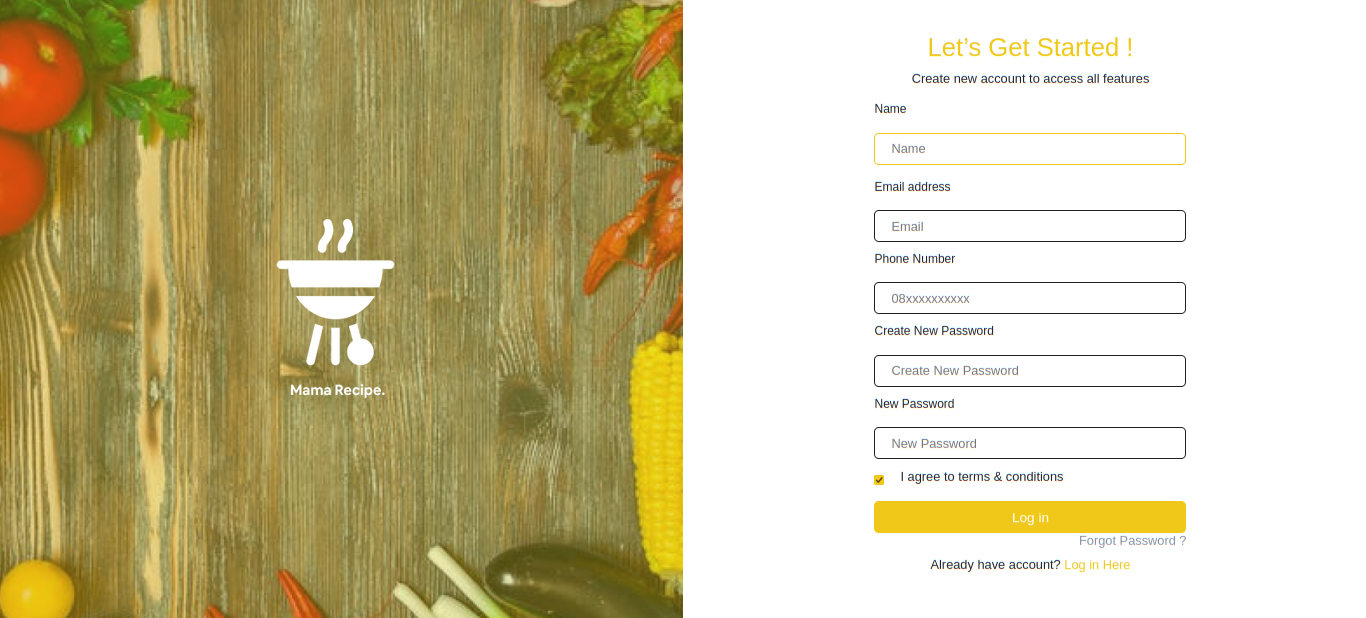 Mama Recipe.
Let's Get Started !
Create new account to access all features
Name
Name
Email address
Email
Phone Number
08xxxxxxxxxx
Create New Password
Create New Password
New Password
New Password
I agree to terms & conditions
Log in
Forgot Password ?
Already have account? Log in Here